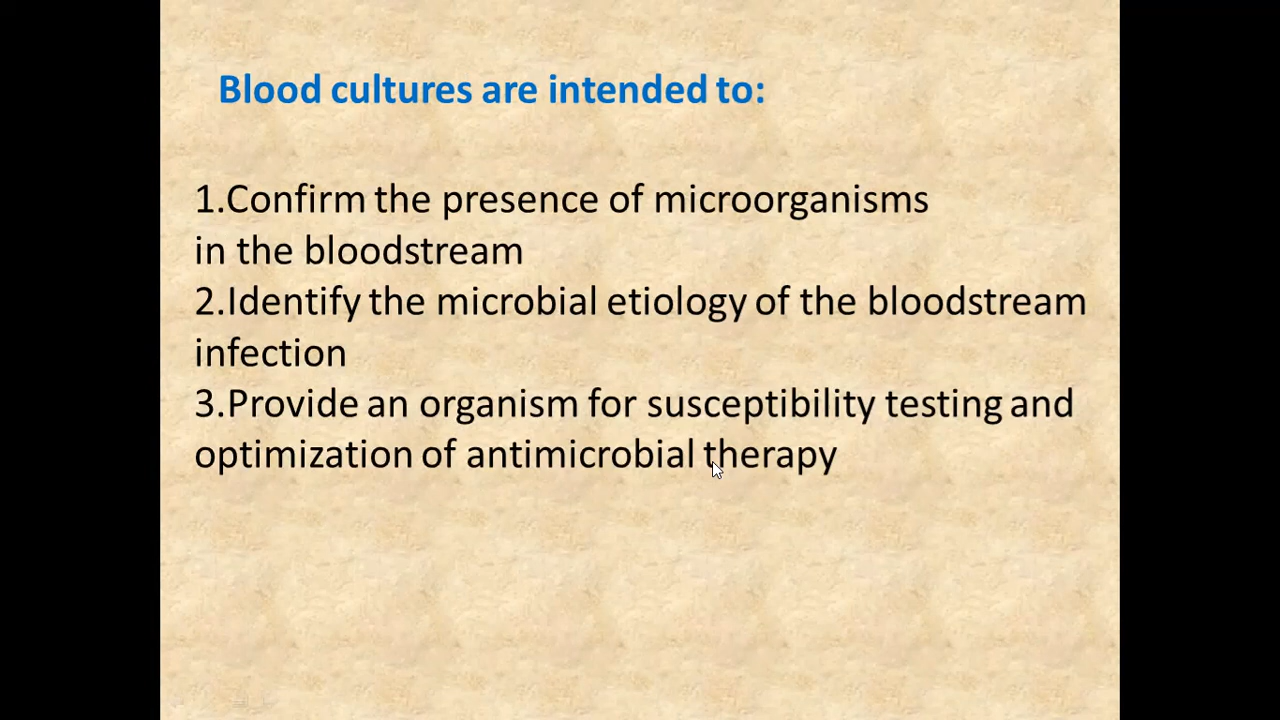 Blood cultures are intended to:
1.Confirm the presence of microorganisms
in the bloodstream
2.Identify the microbial etiology of the bloodstream
infection
3.Provide an organism for susceptibility testing and
optimization of antimicrobial therapy